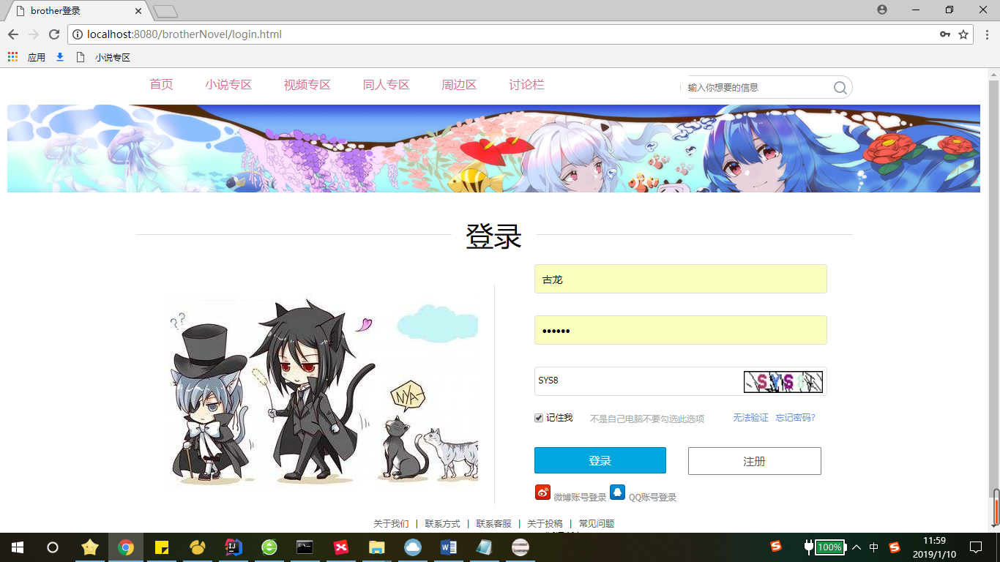 brother登录
localhost:8080/brotherNovel/login.html
应用 小说专区
首页 小说专区 视频专区 同人专区 周边区 讨论栏 输入你想要的信息
登录
古龙
••••••
SYS8
记住我 不是自己电脑不要勾选此选项 无法验证 忘记密码?
NYA~
登录 注册
微博账号登录 QQ账号登录
关于我们 | 联系方式 | 联系客服 | 关于投稿 | 常见问题
100% 中 11:59
2019/1/10